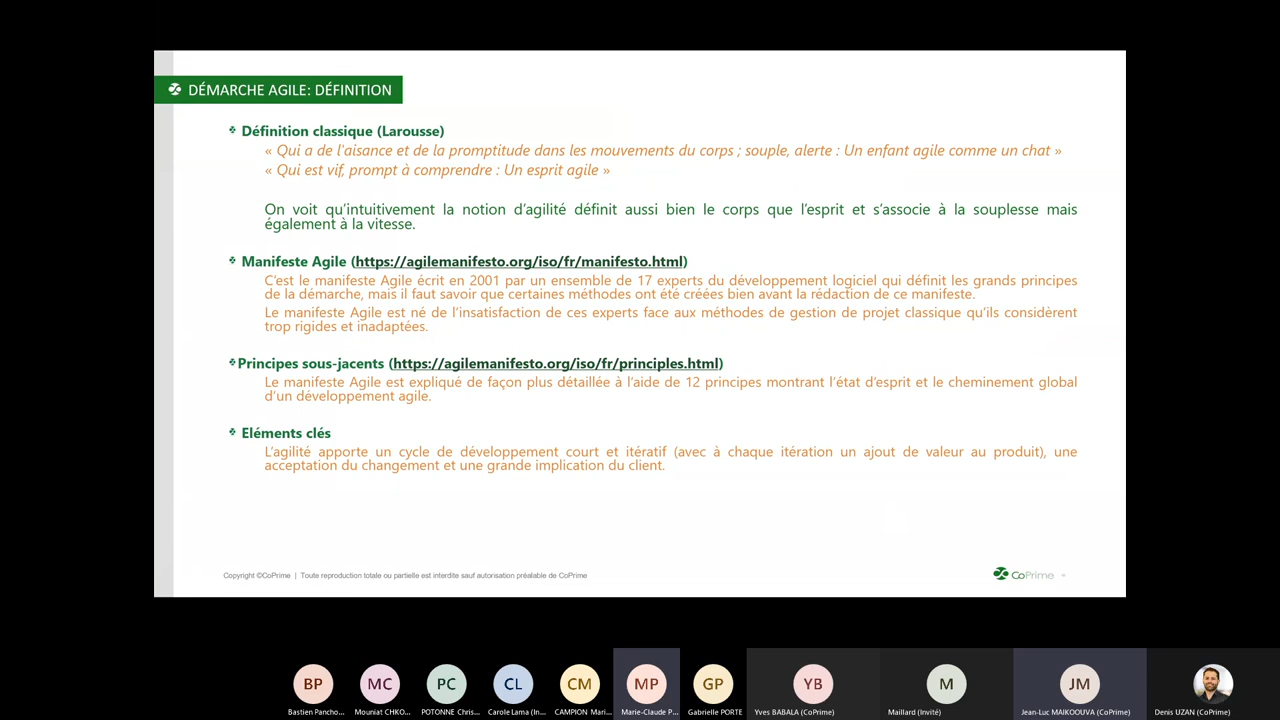 DÉMARCHE AGILE: DÉFINITION
Définition classique (Larousse)
« Qui a de l'aisance et de la promptitude dans les mouvements du corps ; souple, alerte : Un enfant agile comme un chat »
« Qui est vif, prompt à comprendre : Un esprit agile »
On voit qu'intuitivement la notion d'agilité définit aussi bien le corps que l'esprit et s'associe à la souplesse mais
également à la vitesse.
Manifeste Agile (https://agilemanifesto.org/iso/fr/manifesto.html)
C'est le manifeste Agile écrit en 2001 par un ensemble de 17 experts du développement logiciel qui définit les grands principes
de la démarche, mais il faut savoir que certaines méthodes ont été créées bien avant la rédaction de ce manifeste.
Le manifeste Agile est né de l'insatisfaction de ces experts face aux méthodes de gestion de projet classique qu'ils considèrent
trop rigides et inadaptées.
Principes sous-jacents (https://agilemanifesto.org/iso/fr/principles.html)
Le manifeste Agile est expliqué de façon plus détaillée à l'aide de 12 principes montrant l'état d'esprit et le cheminement global
d'un développement agile.
Eléments clés
L'agilité apporte un cycle de développement court et itératif (avec à chaque itération un ajout de valeur au produit), une
acceptation du changement et une grande implication du client.
Copyright ©CoPrime | Toute reproduction totale ou partielle est interdite sauf autorisation préalable de CoPrime
CoPrime
BP MC PC CL CM MP GP YB M JM
Bastien Pancho... Mouniat CHKO... POTONNE Chris... Carole Lama (In... CAMPION Mari... Marie-Claude P... Gabrielle PORTE Yves BABALA (CoPrime) Maillard (Invité) Jean-Luc MAIKOOUVA (CoPrime) Denis UZAN (CoPrime)